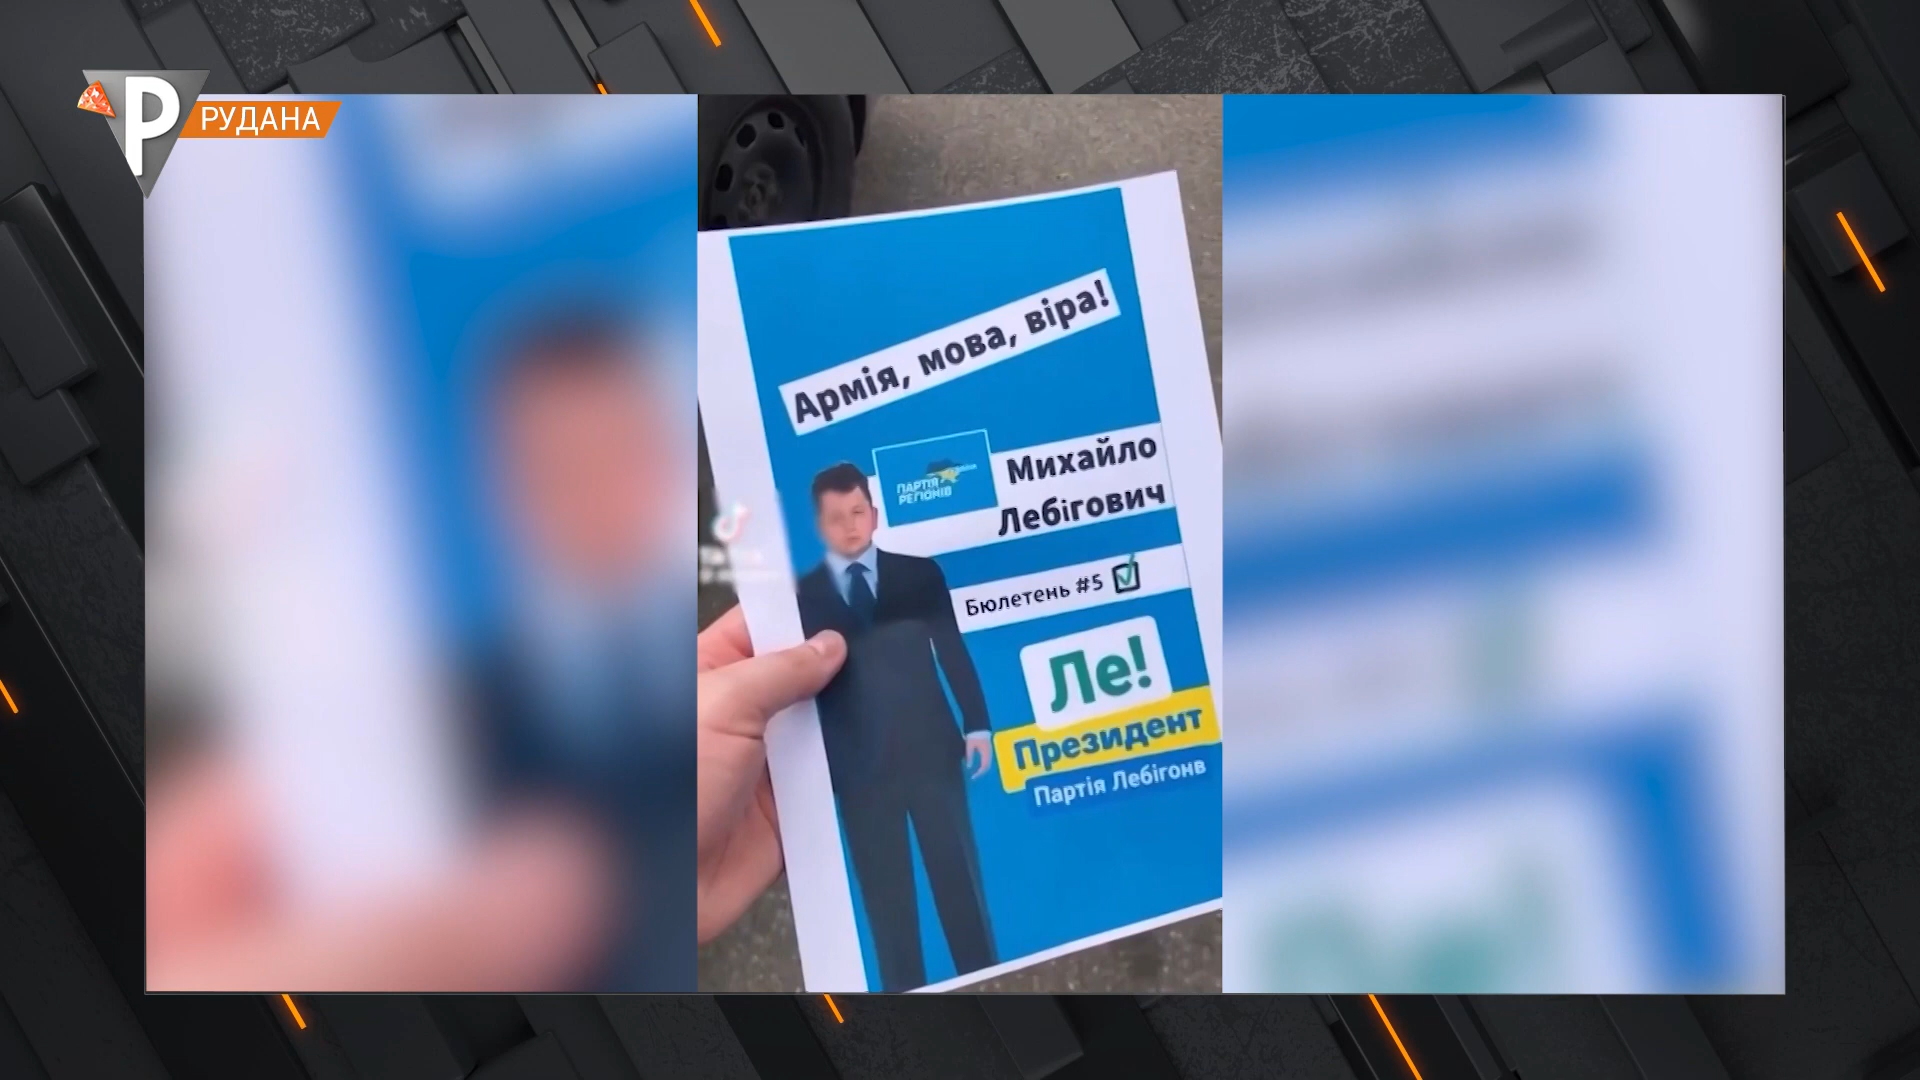 Р
РУДАНА
Армія, мова, віра!
ПАРТІЯ
РЕГІОНІВ
Михайло
Лебігович
Бюлетень #5
Ле!
Президент
Партія Лебігонв